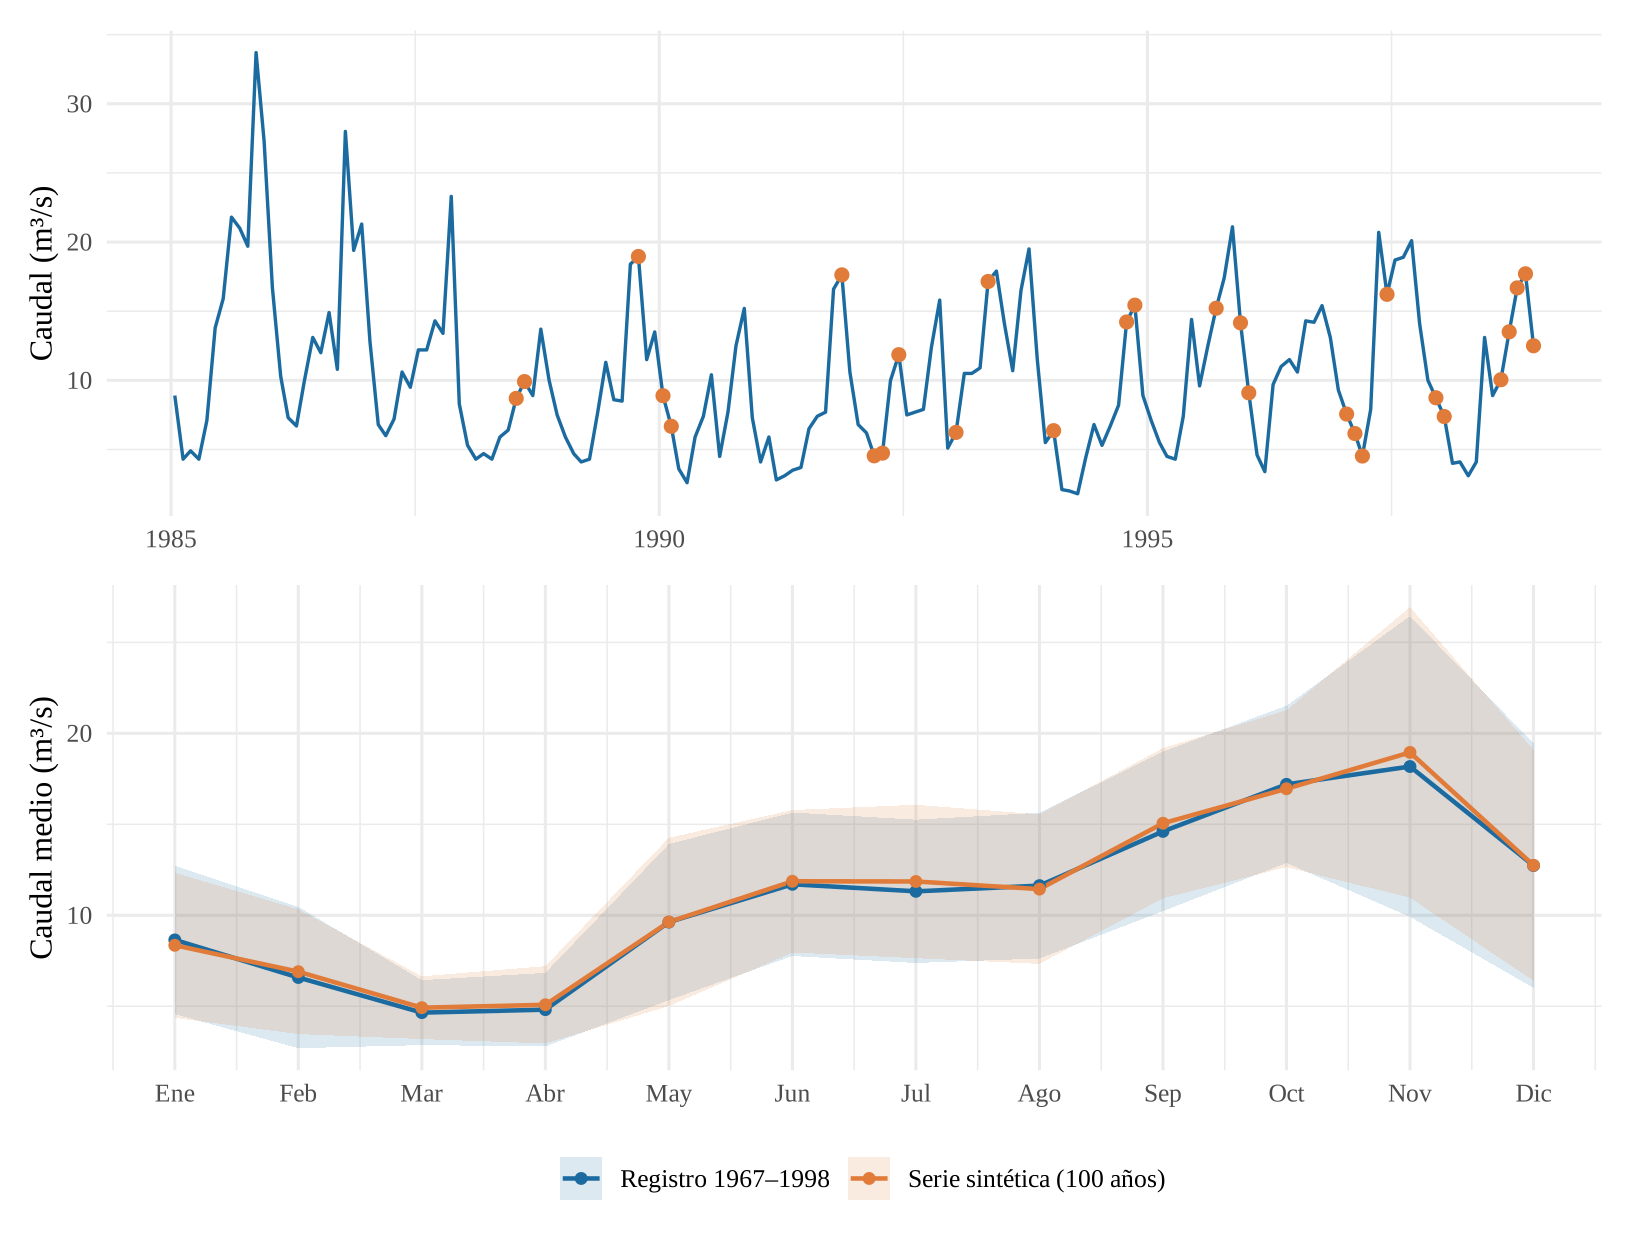 Caudal (m³/s)
30
20
10
1985 1990 1995
Caudal medio (m³/s)
20
10
Ene Feb Mar Abr May Jun Jul Ago Sep Oct Nov Dic
Registro 1967–1998 Serie sintética (100 años)